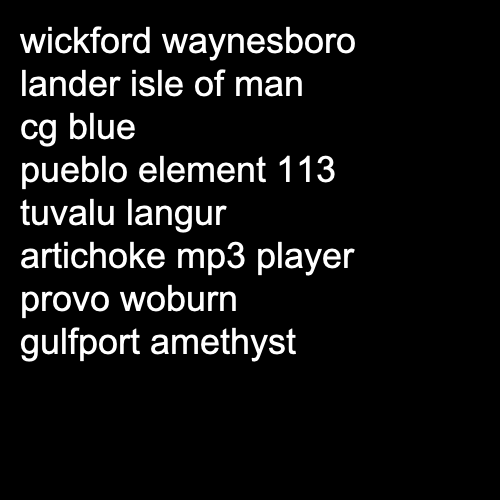 wickford waynesboro
lander isle of man
cg blue
pueblo element 113
tuvalu langur
artichoke mp3 player
provo woburn
gulfport amethyst